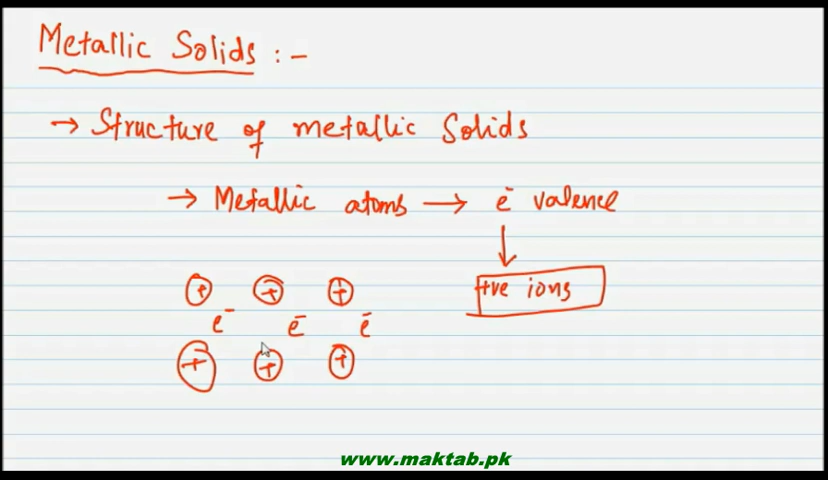 Metallic Solids :-
→ Structure of metallic Solids
→ Metallic atoms → e⁻ valence
↓
+ve ions
+ + +
e⁻ e⁻ e⁻
+ + +
www.maktab.pk